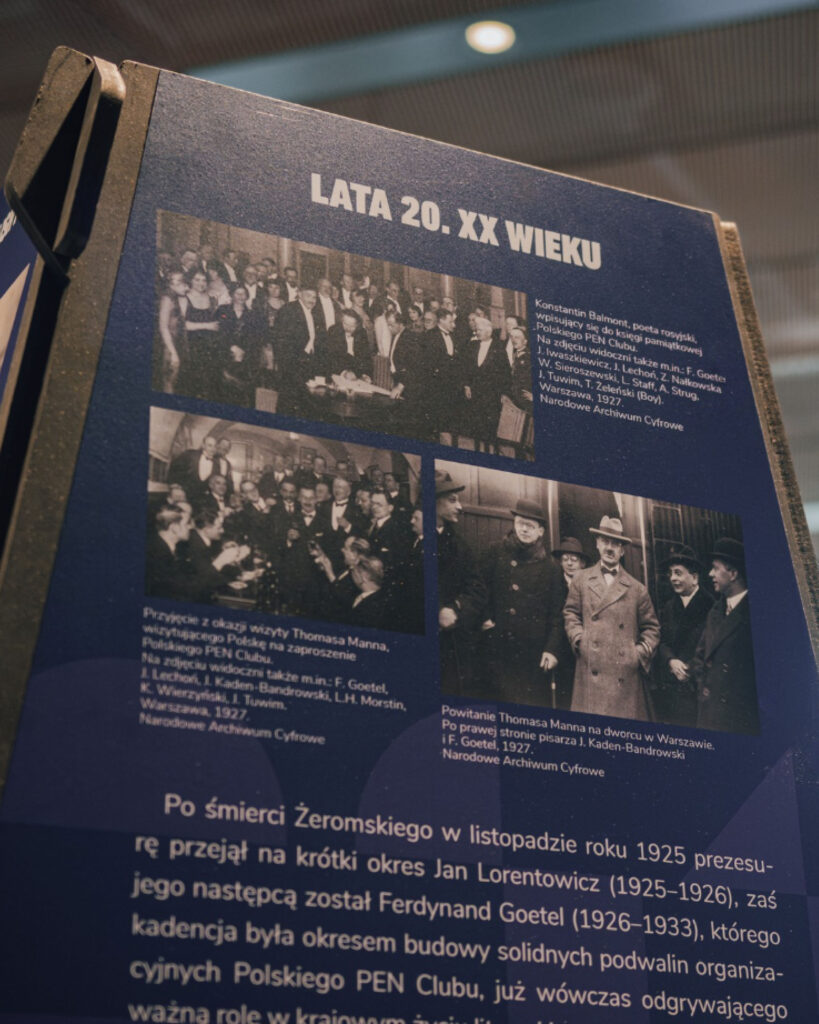 LATA 20. XX WIEKU
Konstantin Balmont, poeta rosyjski,
wpisujący się do księgi pamiątkowej
Polskiego PEN Clubu.
Na zdjęciu widoczni także m.in.: F. Goetel
J. Iwaszkiewicz, J. Lechoń, Z. Nałkowska
W. Sieroszewski, L. Staff, A. Strug,
J. Tuwim, T. Żeleński (Boy).
Warszawa, 1927.
Narodowe Archiwum Cyfrowe
Przyjęcie z okazji wizyty Thomasa Manna,
wizytującego Polskę na zaproszenie
Polskiego PEN Clubu.
Na zdjęciu widoczni także m.in.: F. Goetel,
J. Lechoń, J. Kaden-Bandrowski, L.H. Morstin,
K. Wierzyński, J. Tuwim.
Warszawa, 1927.
Narodowe Archiwum Cyfrowe
Powitanie Thomasa Manna na dworcu w Warszawie.
Po prawej stronie pisarza J. Kaden-Bandrowski
i F. Goetel, 1927.
Narodowe Archiwum Cyfrowe
Po śmierci Żeromskiego w listopadzie roku 1925 prezesu-
rę przejął na krótki okres Jan Lorentowicz (1925–1926), zaś
jego następcą został Ferdynand Goetel (1926–1933), którego
kadencja była okresem budowy solidnych podwalin organiza-
cyjnych Polskiego PEN Clubu, już wówczas odgrywającego
ważną rolę w krajowym życiu